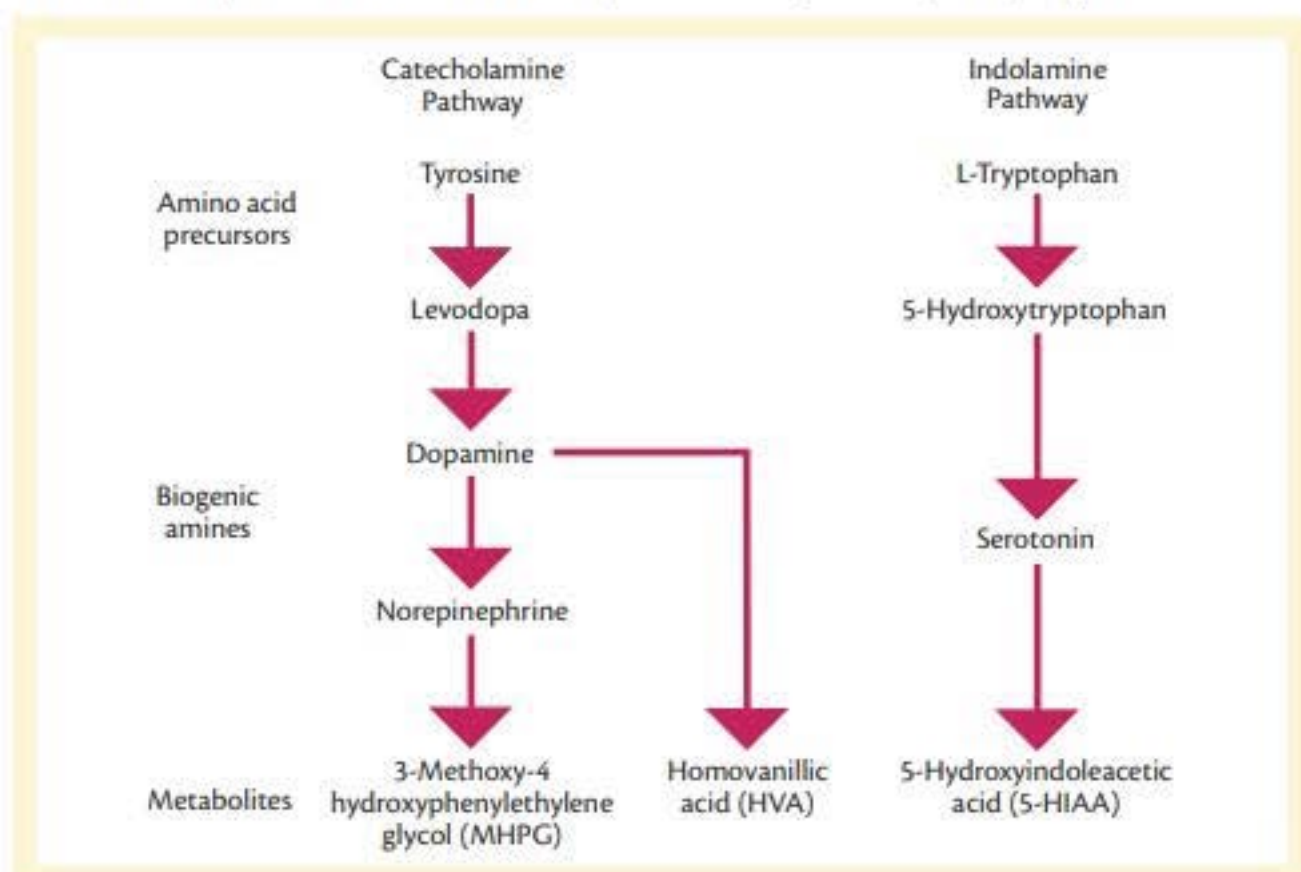 Catecholamine
Pathway
Indolamine
Pathway
Amino acid
precursors
Tyrosine
L-Tryptophan
Levodopa
5-Hydroxytryptophan
Biogenic
amines
Dopamine
Norepinephrine
Serotonin
Metabolites
3-Methoxy-4
hydroxyphenylethylene
glycol (MHPG)
Homovanillic
acid (HVA)
5-Hydroxyindoleacetic
acid (5-HIAA)